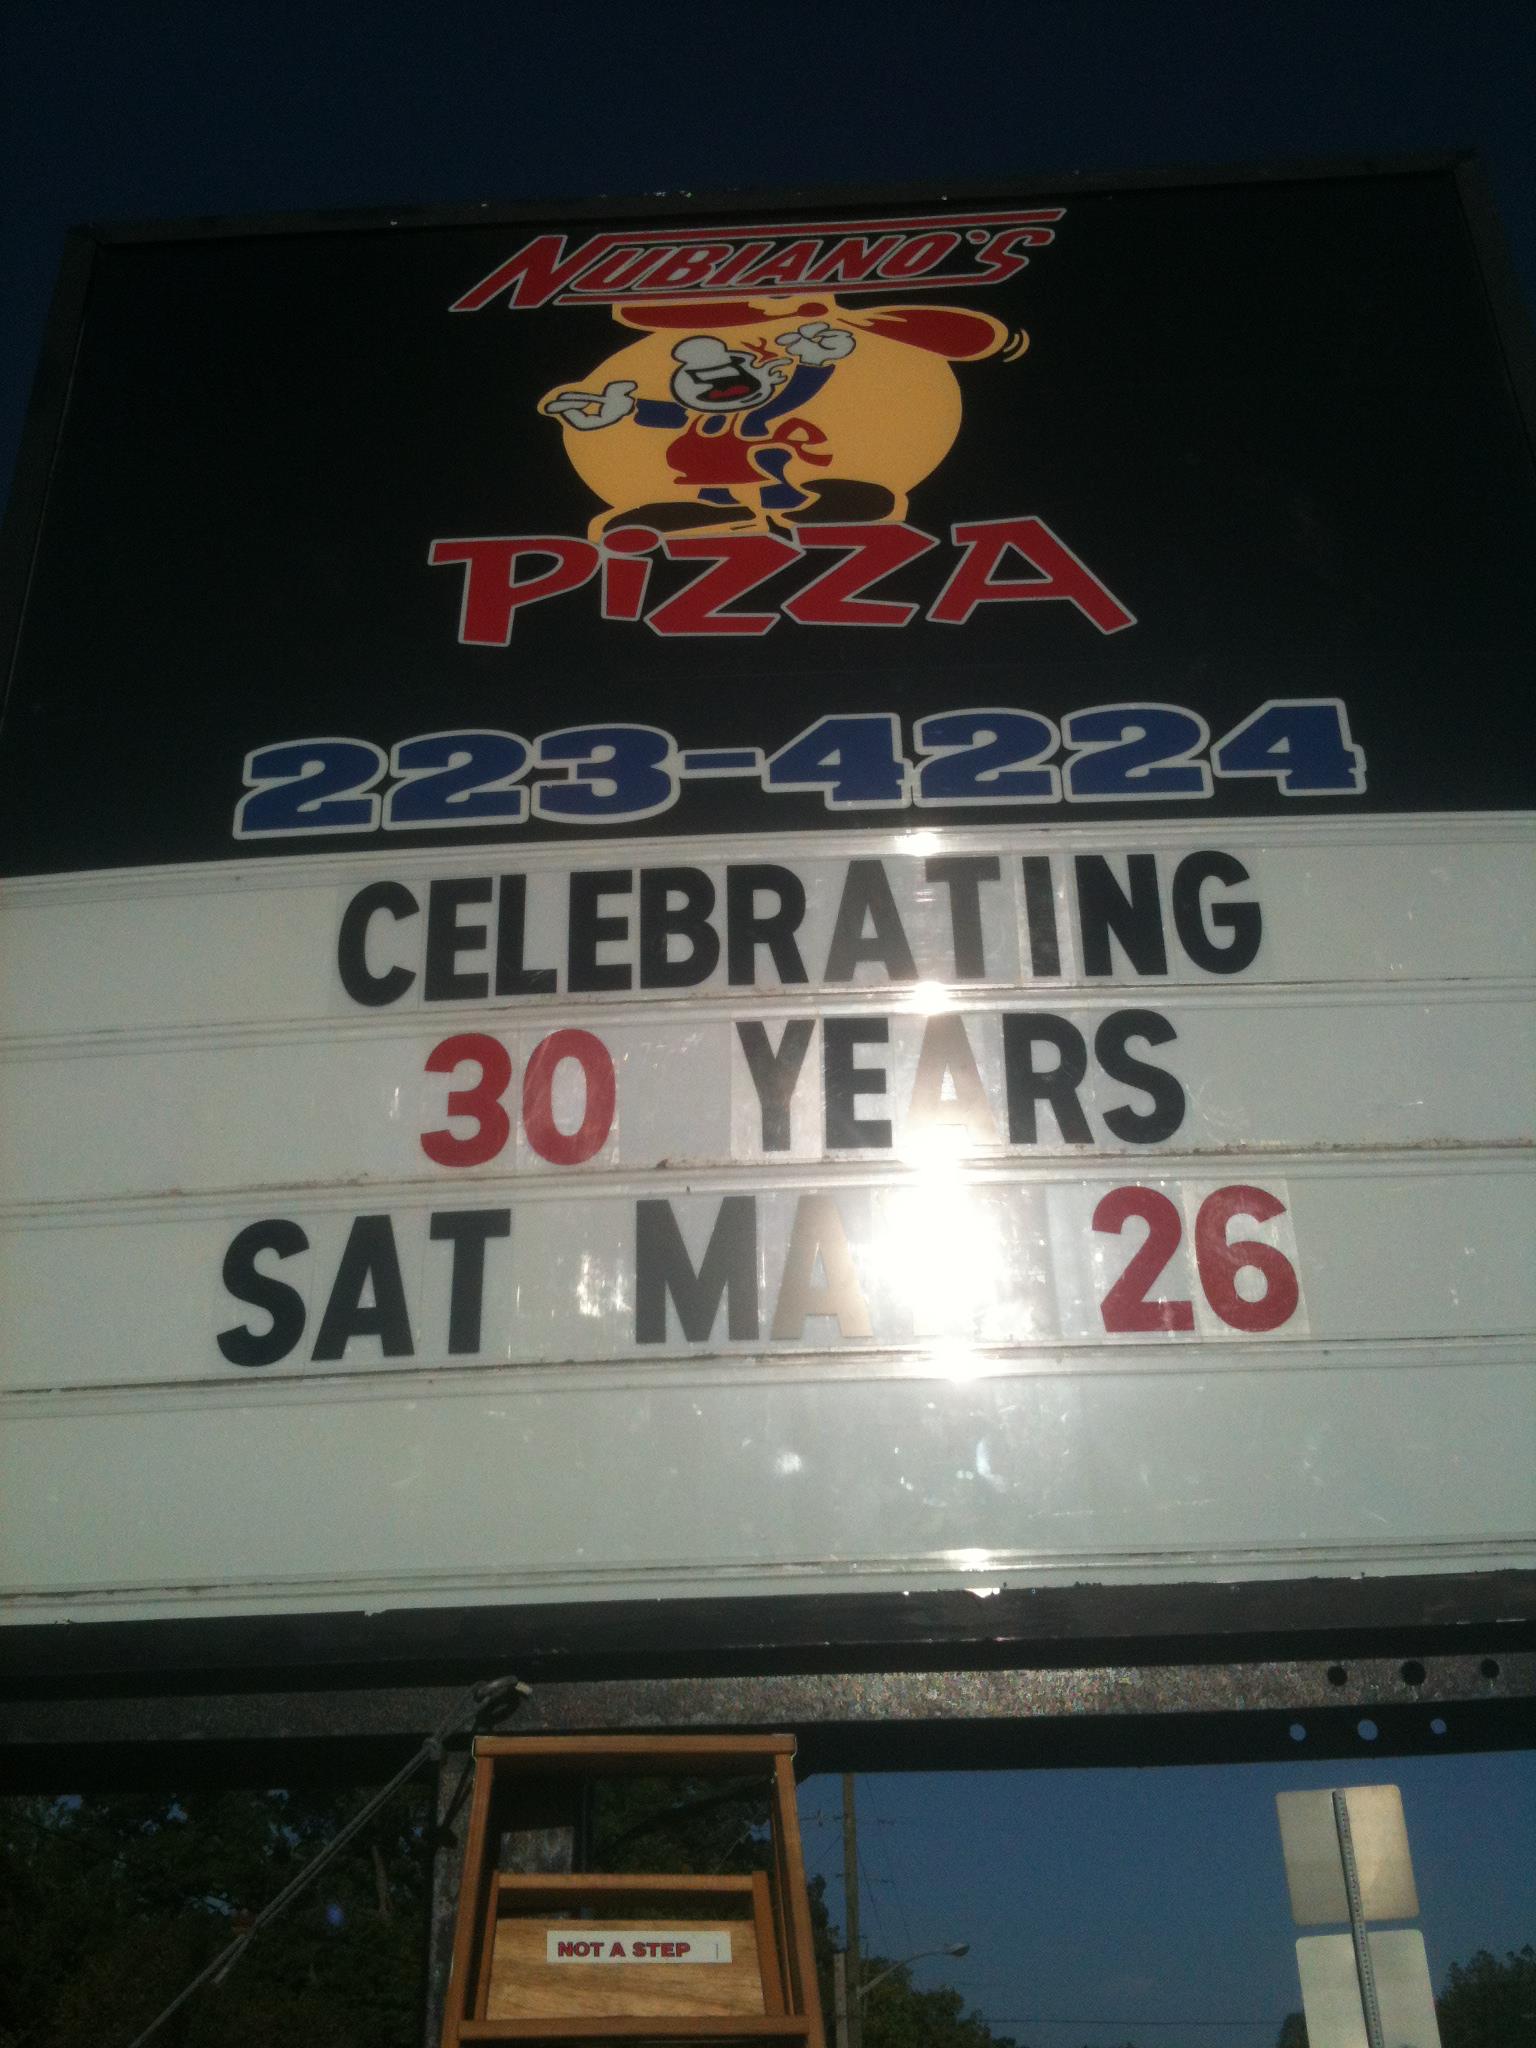 NUBIANO'S
PiZZA
223-4224
CELEBRATING
30 YEARS
SAT 26
NOT A STEP